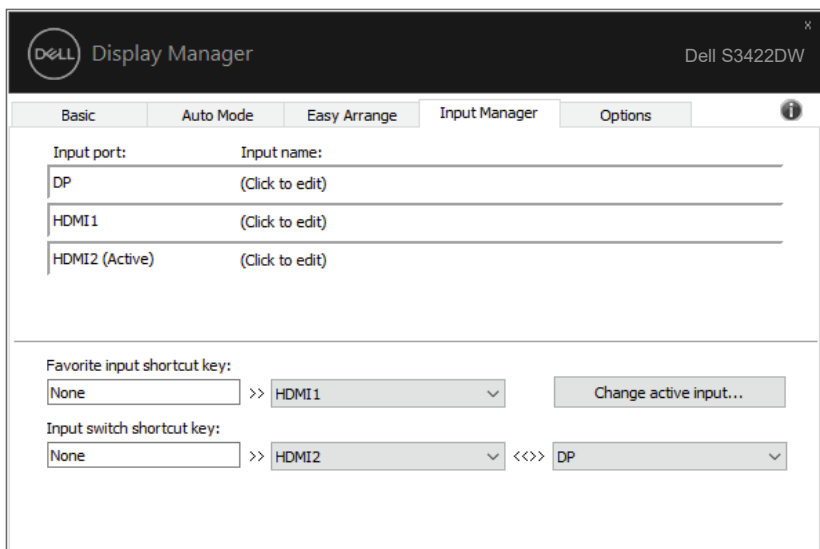 x
DELL Display Manager Dell S3422DW
Basic Auto Mode Easy Arrange Input Manager Options i
Input port: Input name:
DP (Click to edit)
HDMI1 (Click to edit)
HDMI2 (Active) (Click to edit)
Favorite input shortcut key:
None >> HDMI1 Change active input...
Input switch shortcut key:
None >> HDMI2 <<>> DP